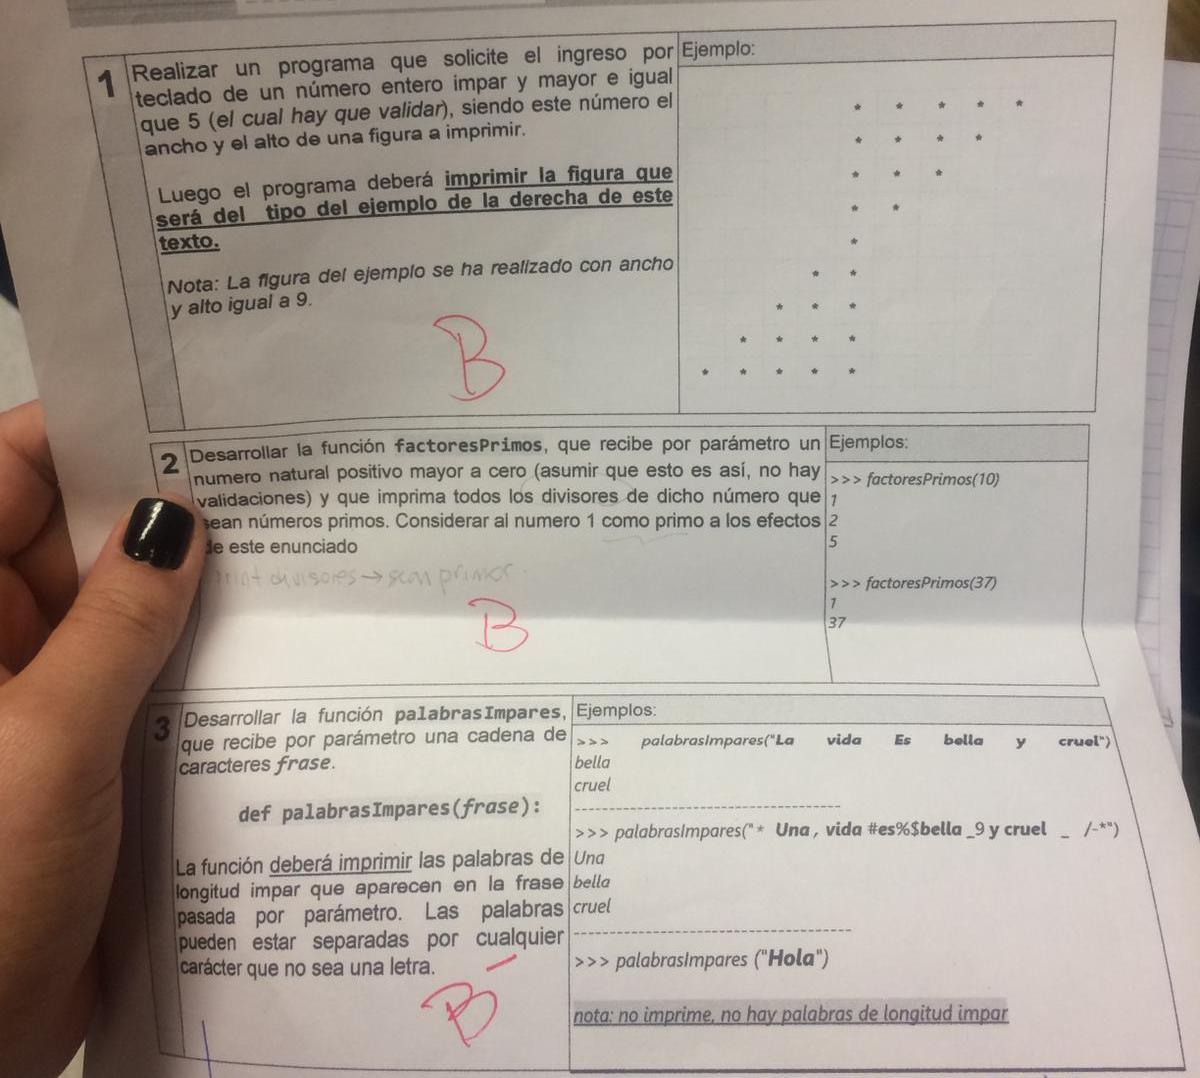 1
Realizar un programa que solicite el ingreso por
teclado de un número entero impar y mayor e igual
que 5 (el cual hay que validar), siendo este número el
ancho y el alto de una figura a imprimir.
Luego el programa deberá imprimir la figura que
será del tipo del ejemplo de la derecha de este
texto.
Nota: La figura del ejemplo se ha realizado con ancho
y alto igual a 9.
B
Ejemplo:
* * * * *
* * * *
* * *
* *
*
* *
* * *
* * * *
* * * * *
2
Desarrollar la función factoresPrimos, que recibe por parámetro un
numero natural positivo mayor a cero (asumir que esto es así, no hay
validaciones) y que imprima todos los divisores de dicho número que
sean números primos. Considerar al numero 1 como primo a los efectos
de este enunciado
print divisores → sean primos.
B
Ejemplos:
>>> factoresPrimos(10)
1
2
5
>>> factoresPrimos(37)
1
37
3
Desarrollar la función palabrasImpares,
que recibe por parámetro una cadena de
caracteres frase.
def palabrasImpares(frase):
La función deberá imprimir las palabras de
longitud impar que aparecen en la frase
pasada por parámetro. Las palabras
pueden estar separadas por cualquier
carácter que no sea una letra.
B-
Ejemplos:
>>> palabrasImpares("La vida Es bella y cruel")
bella
cruel
------------------------------------
>>> palabrasImpares("* Una , vida #es%$bella _9 y cruel _ /-*")
Una
bella
cruel
------------------------------------
>>> palabrasImpares ("Hola")
nota: no imprime, no hay palabras de longitud impar